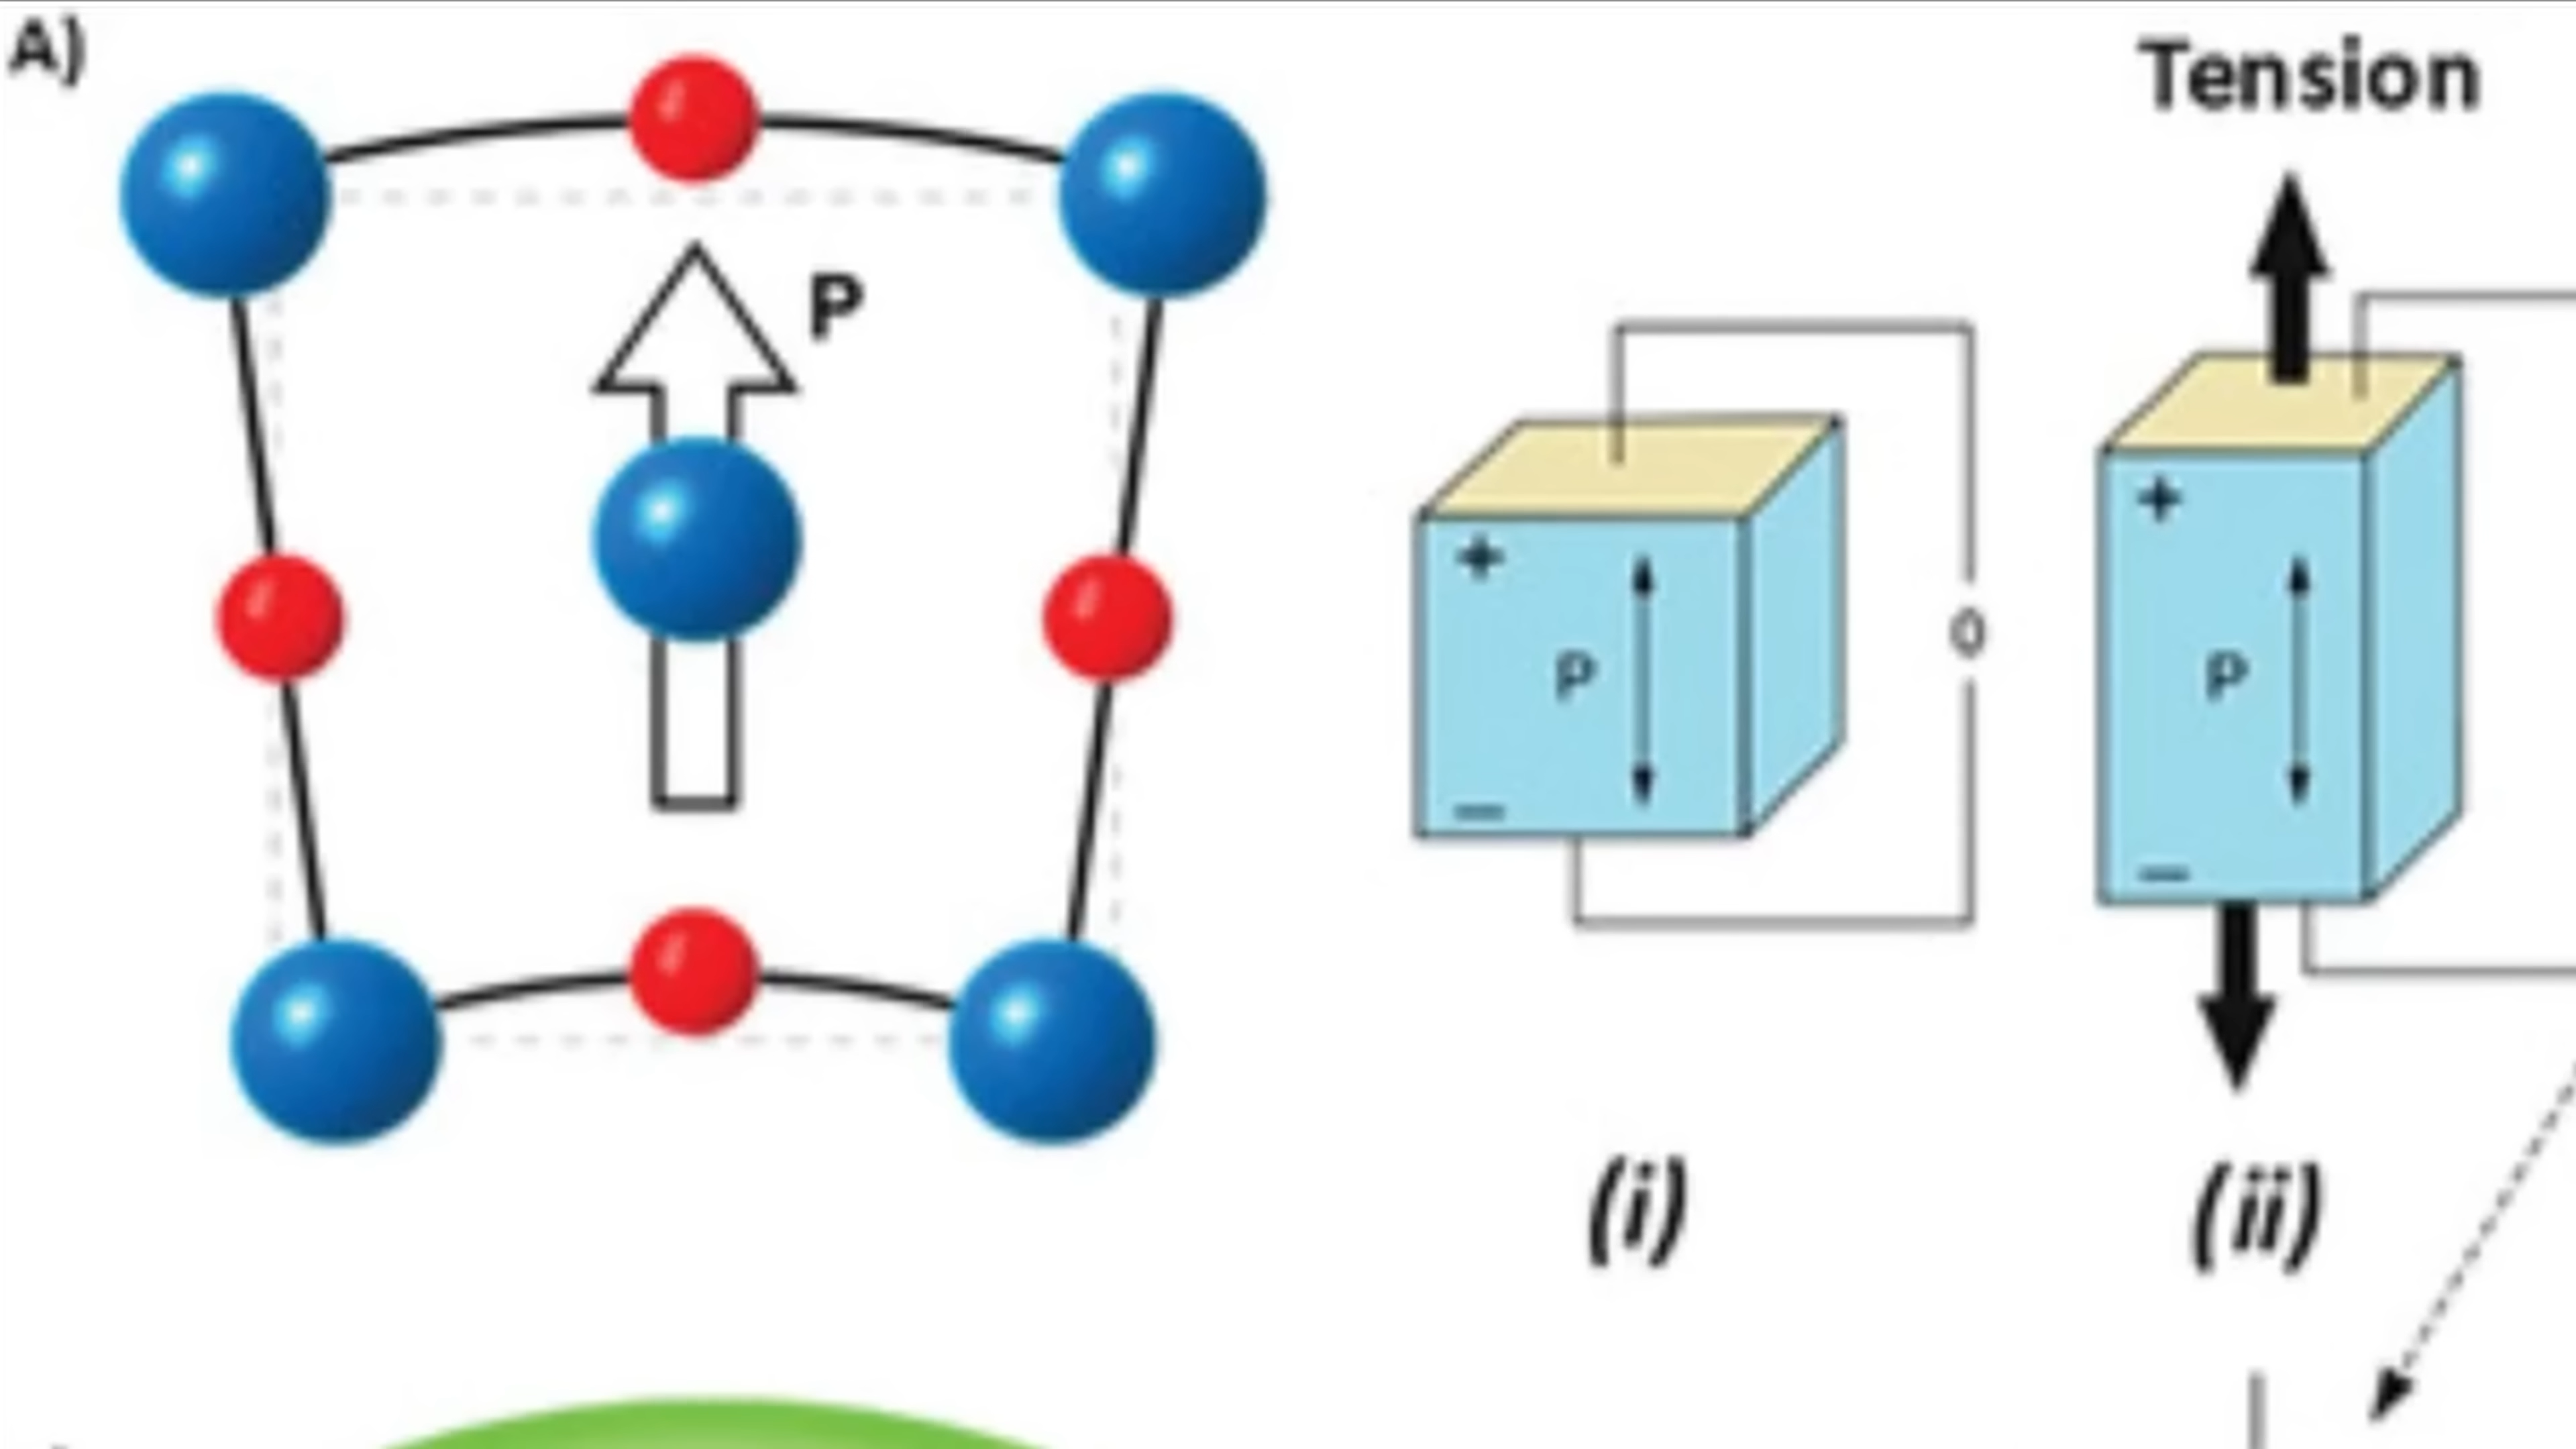 A)
Tension
P
+
P
—
0
+
P
—
(i)
(ii)